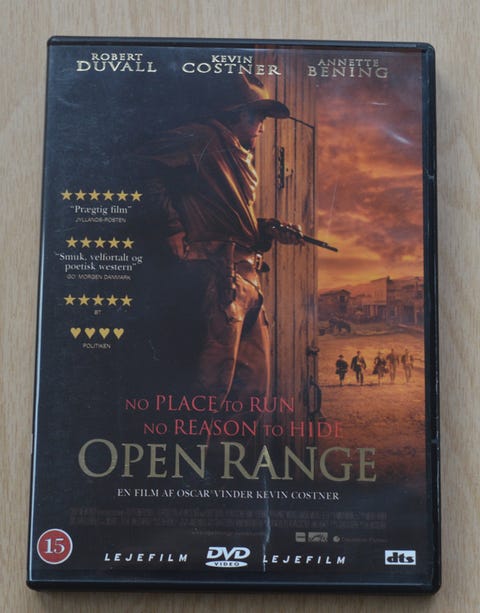 ROBERT DUVALL
KEVIN COSTNER
ANNETTE BENING
"Prægtig film"
JYLLANDS-POSTEN
"Smuk, velfortalt og
poetisk western"
GO' MORGEN DANMARK
BT
POLITIKEN
NO PLACE TO RUN
NO REASON TO HIDE
OPEN RANGE
EN FILM AF OSCAR-VINDER KEVIN COSTNER
15
LEJEFILM
DVD
VIDEO
LEJEFILM
dts